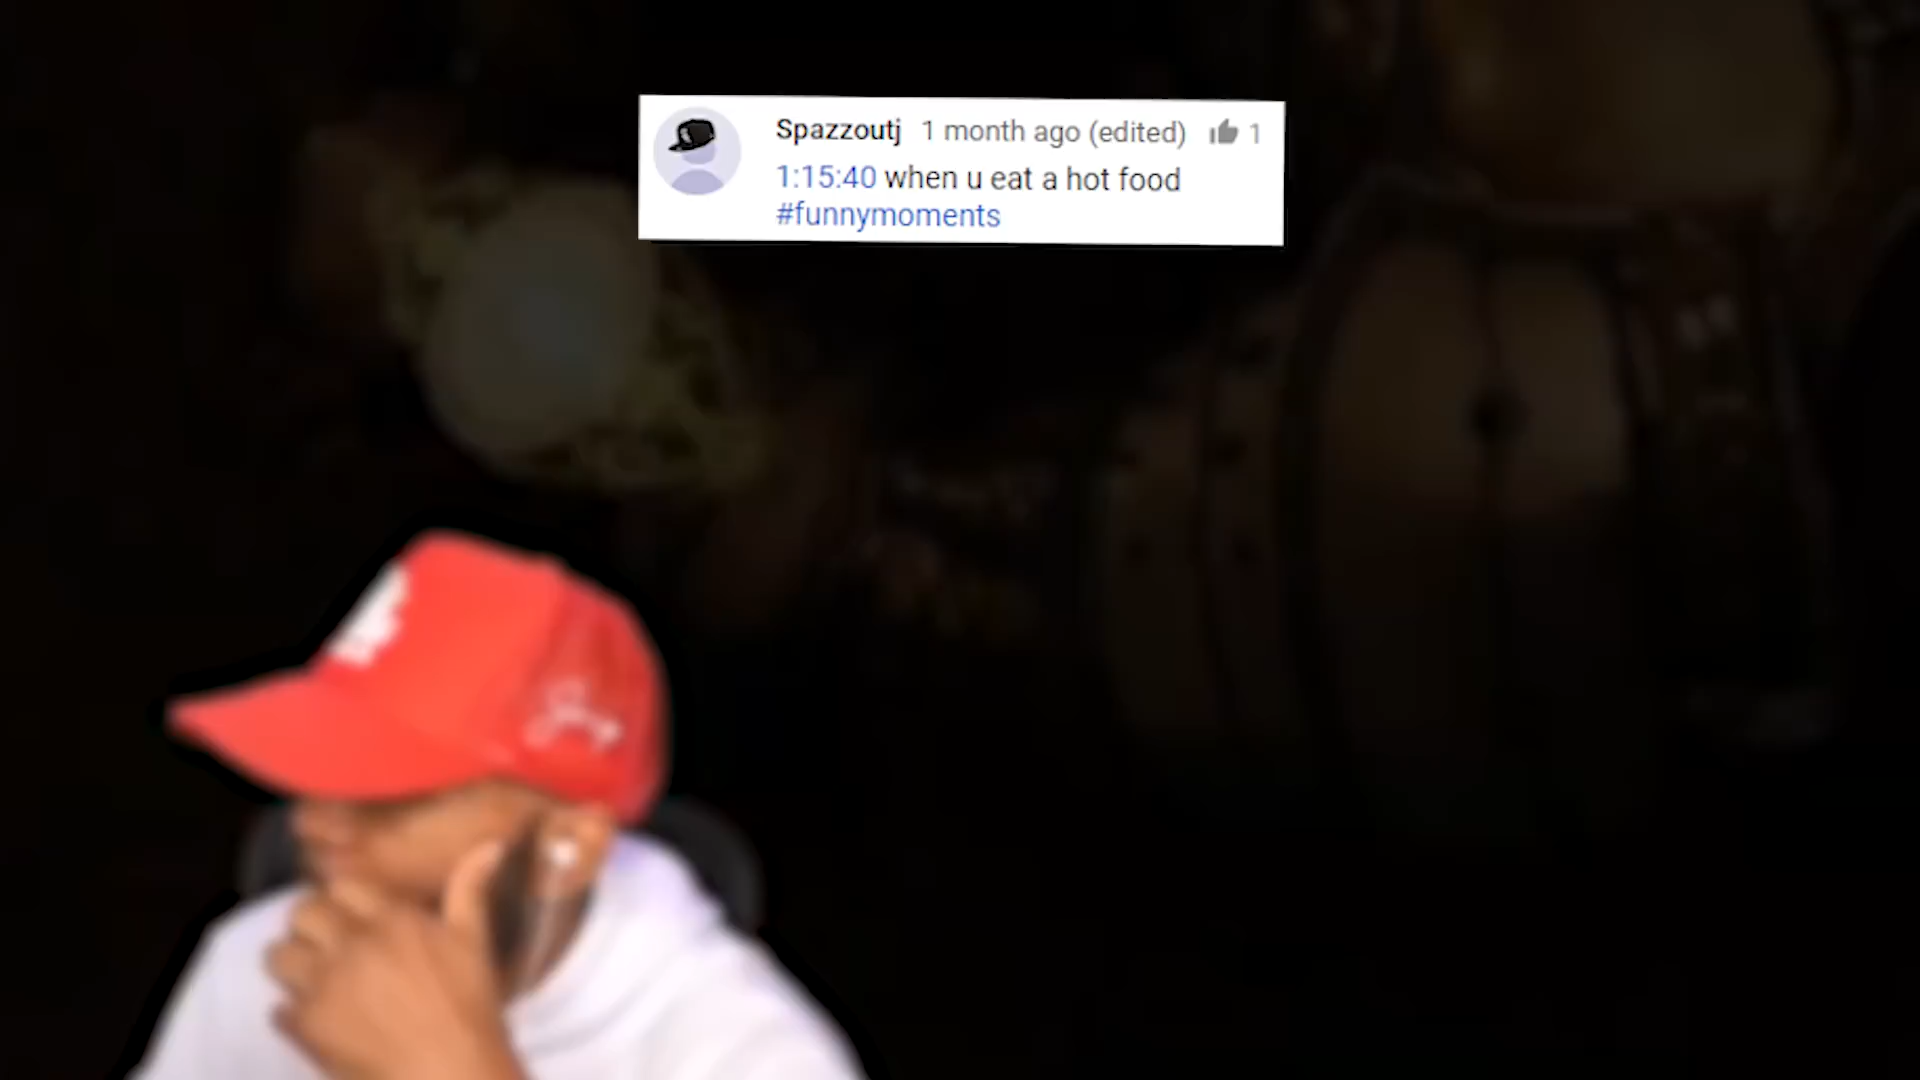 Spazzoutj 1 month ago (edited) 1
1:15:40 when u eat a hot food
#funnymoments